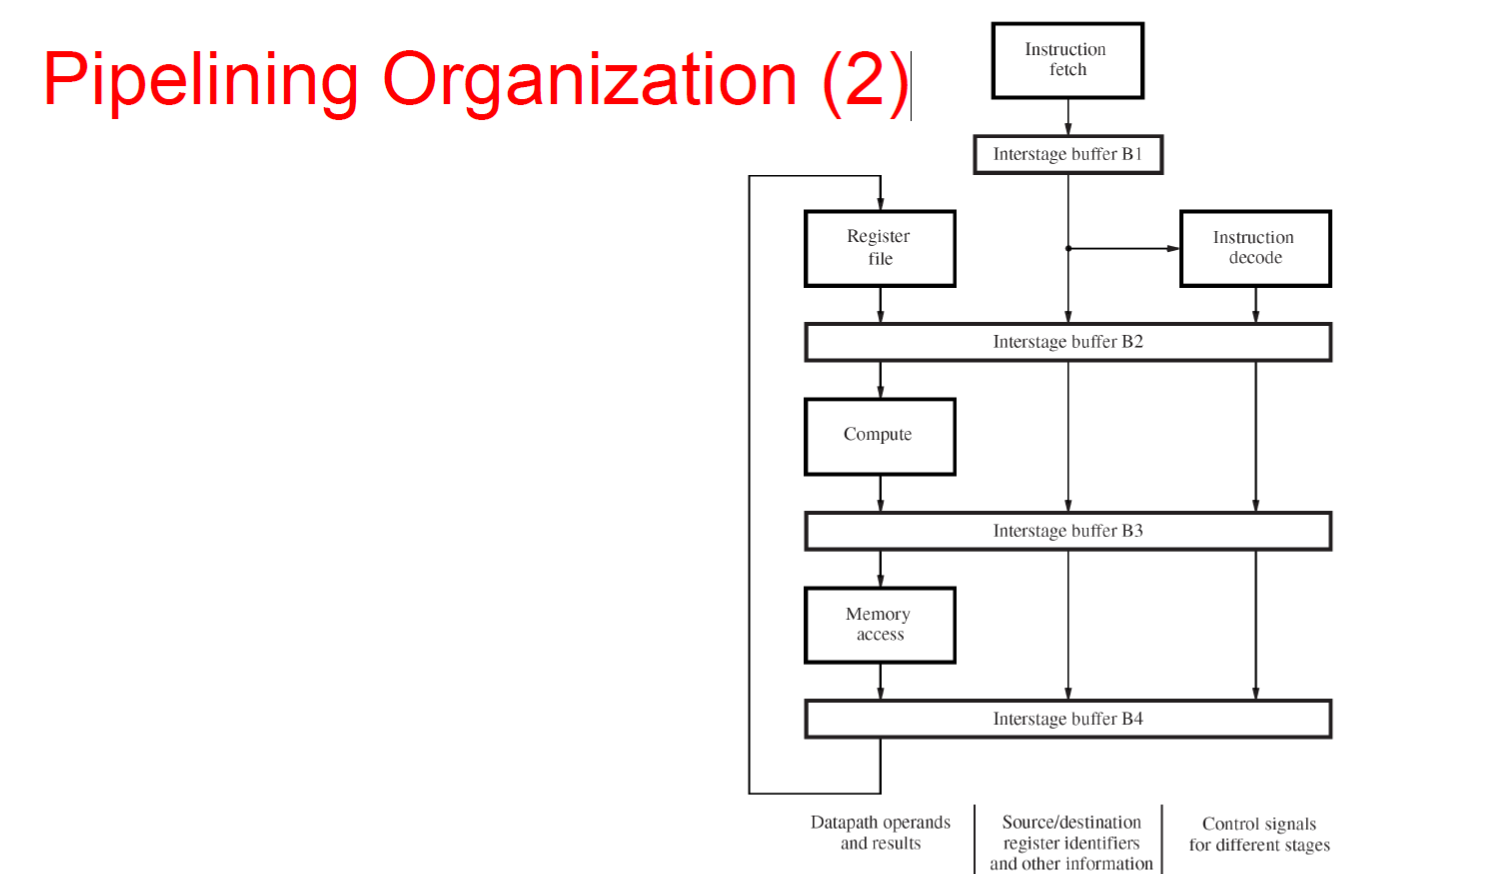 Pipelining Organization (2)
Instruction
fetch
Interstage buffer B1
Register
file
Instruction
decode
Interstage buffer B2
Compute
Interstage buffer B3
Memory
access
Interstage buffer B4
Datapath operands
and results
Source/destination
register identifiers
and other information
Control signals
for different stages